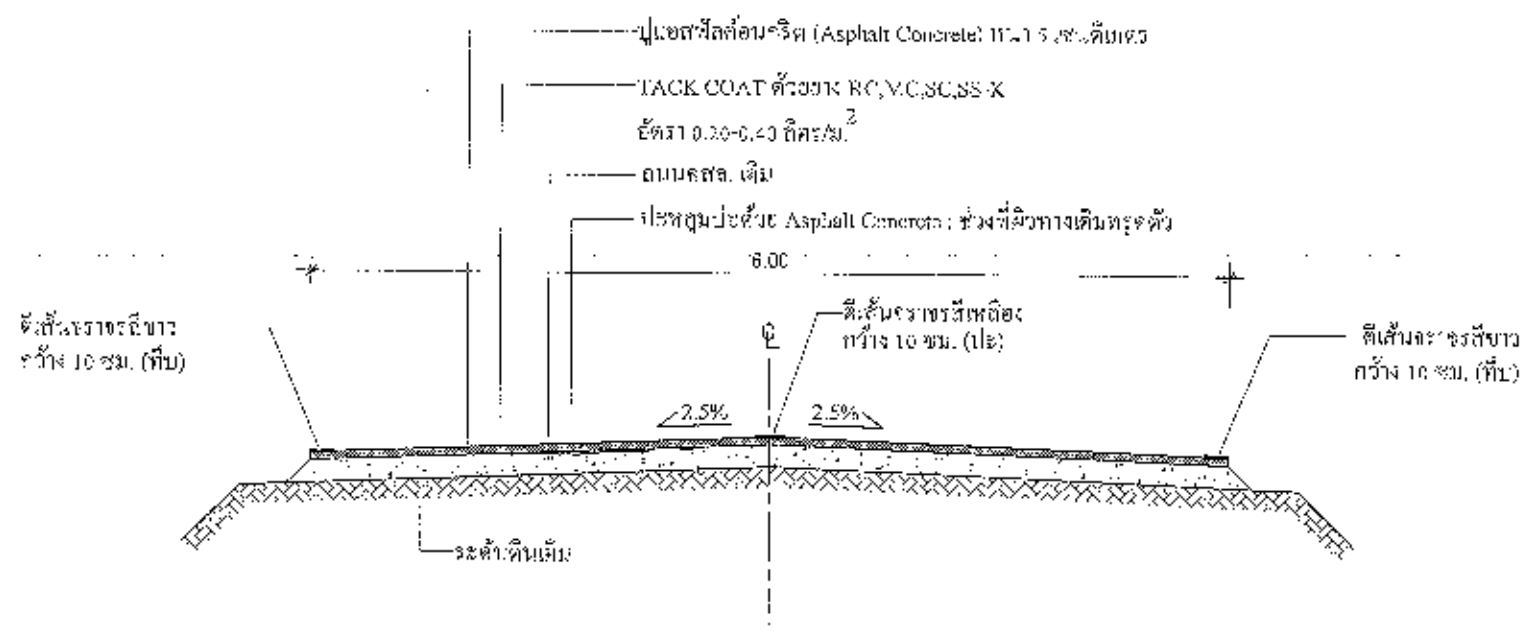 ปูแอสฟัลต์คอนกรีต (Asphalt Concrete) หนา 5 เซนติเมตร
TACK COAT ด้วยยาง RC,MC,SC,SS-K
อัตรา 0.20-0.40 ลิตร/ม.2
ถนนคสล. เดิม
ปะหลุมบ่อด้วย Asphalt Concrete : ช่วงที่ผิวทางเดิมทรุดตัว
6.00
ตีเส้นจราจรสีขาว
กว้าง 10 ซม. (ทึบ)
ตีเส้นจราจรสีเหลือง
กว้าง 10 ซม. (ปะ)
ตีเส้นจราจรสีขาว
กว้าง 10 ซม. (ทึบ)
2.5%
2.5%
ระดับดินเดิม